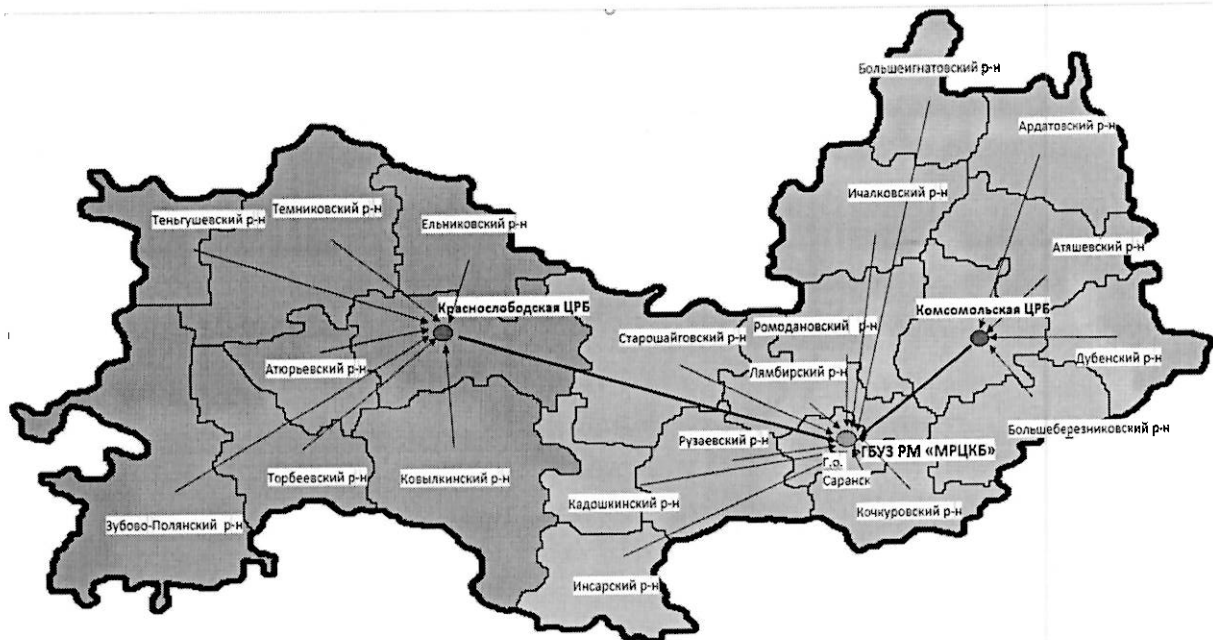 Большеигнатовский р-н
Ардатовский р-н
Ичалковский р-н
Теньгушевский р-н
Темниковский р-н
Ельниковский р-н
Атяшевский р-н
Краснослободская ЦРБ
Комсомольская ЦРБ
Старошайговский р-н
Ромодановский р-н
Дубенский р-н
Атюрьевский р-н
Лямбирский р-н
Большеберезниковский р-н
Рузаевский р-н
ГБУЗ РМ «МРЦКБ»
Г.о.
Саранск
Торбеевский р-н
Ковылкинский р-н
Кадошкинский р-н
Кочкуровский р-н
Зубово-Полянский р-н
Инсарский р-н